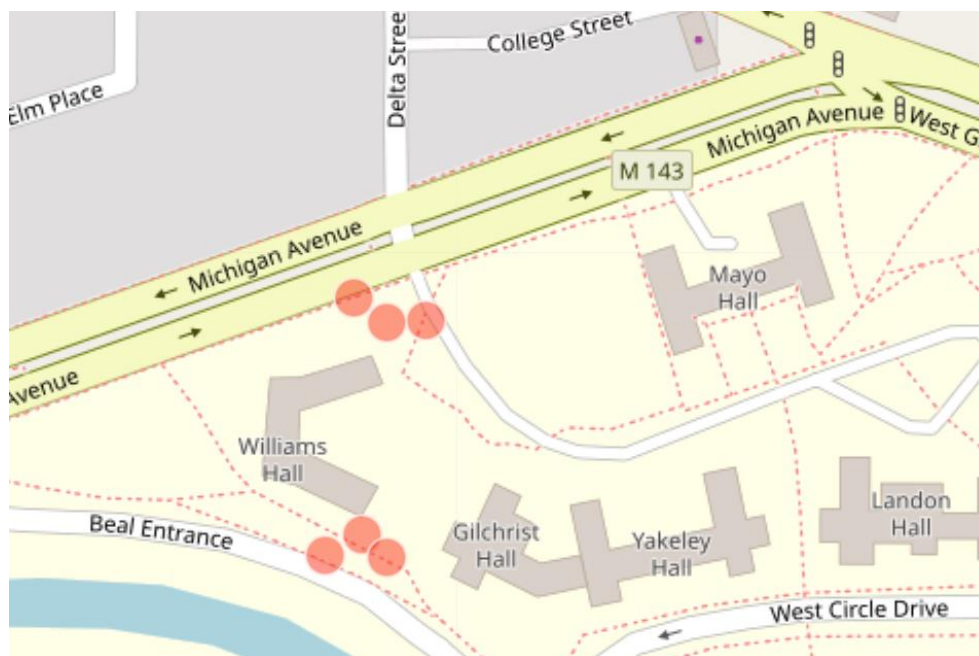 College Street
Delta Stree
Elm Place
Michigan Avenue
West G
M 143
Michigan Avenue
Mayo
Hall
Avenue
Williams
Hall
Beal Entrance
Gilchrist
Hall
Yakeley
Hall
Landon
Hall
West Circle Drive